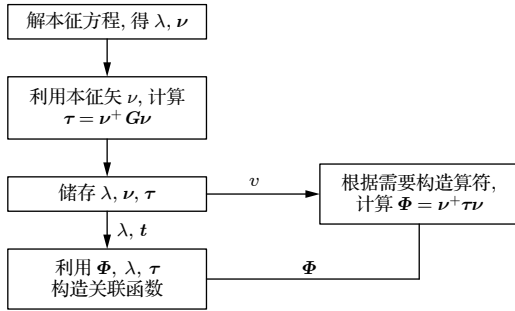 解本征方程, 得 λ, ν
利用本征矢 ν, 计算
τ = ν⁺ Gν
储存 λ, ν, τ
v
根据需要构造算符,
计算 Φ = ν⁺τν
λ, t
利用 Φ, λ, τ
构造关联函数
Φ